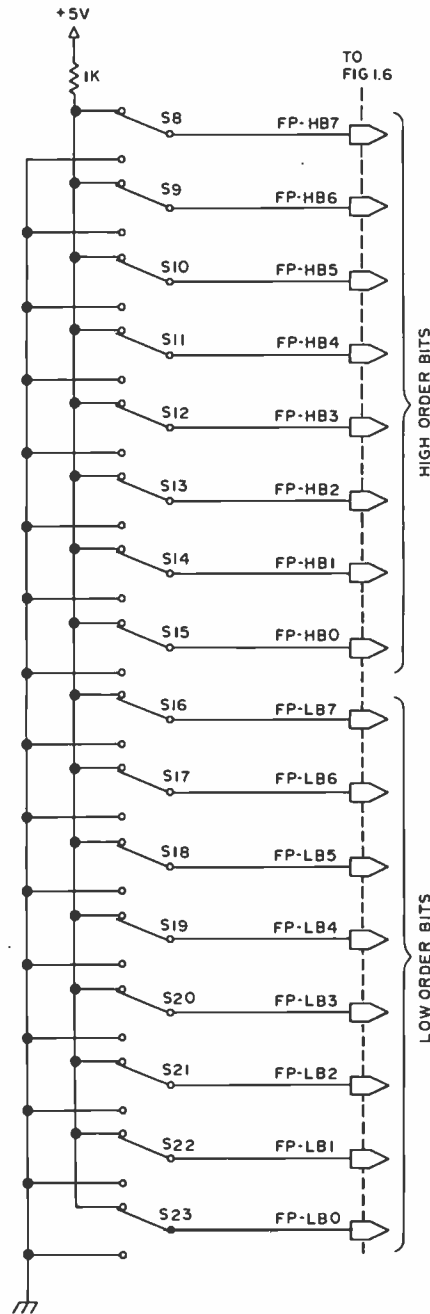 +5V
1K
TO
FIG 1.6
S8 FP-HB7
S9 FP-HB6
S10 FP-HB5
S11 FP-HB4
S12 FP-HB3
S13 FP-HB2
S14 FP-HB1
S15 FP-HB0
HIGH ORDER BITS
S16 FP-LB7
S17 FP-LB6
S18 FP-LB5
S19 FP-LB4
S20 FP-LB3
S21 FP-LB2
S22 FP-LB1
S23 FP-LB0
LOW ORDER BITS